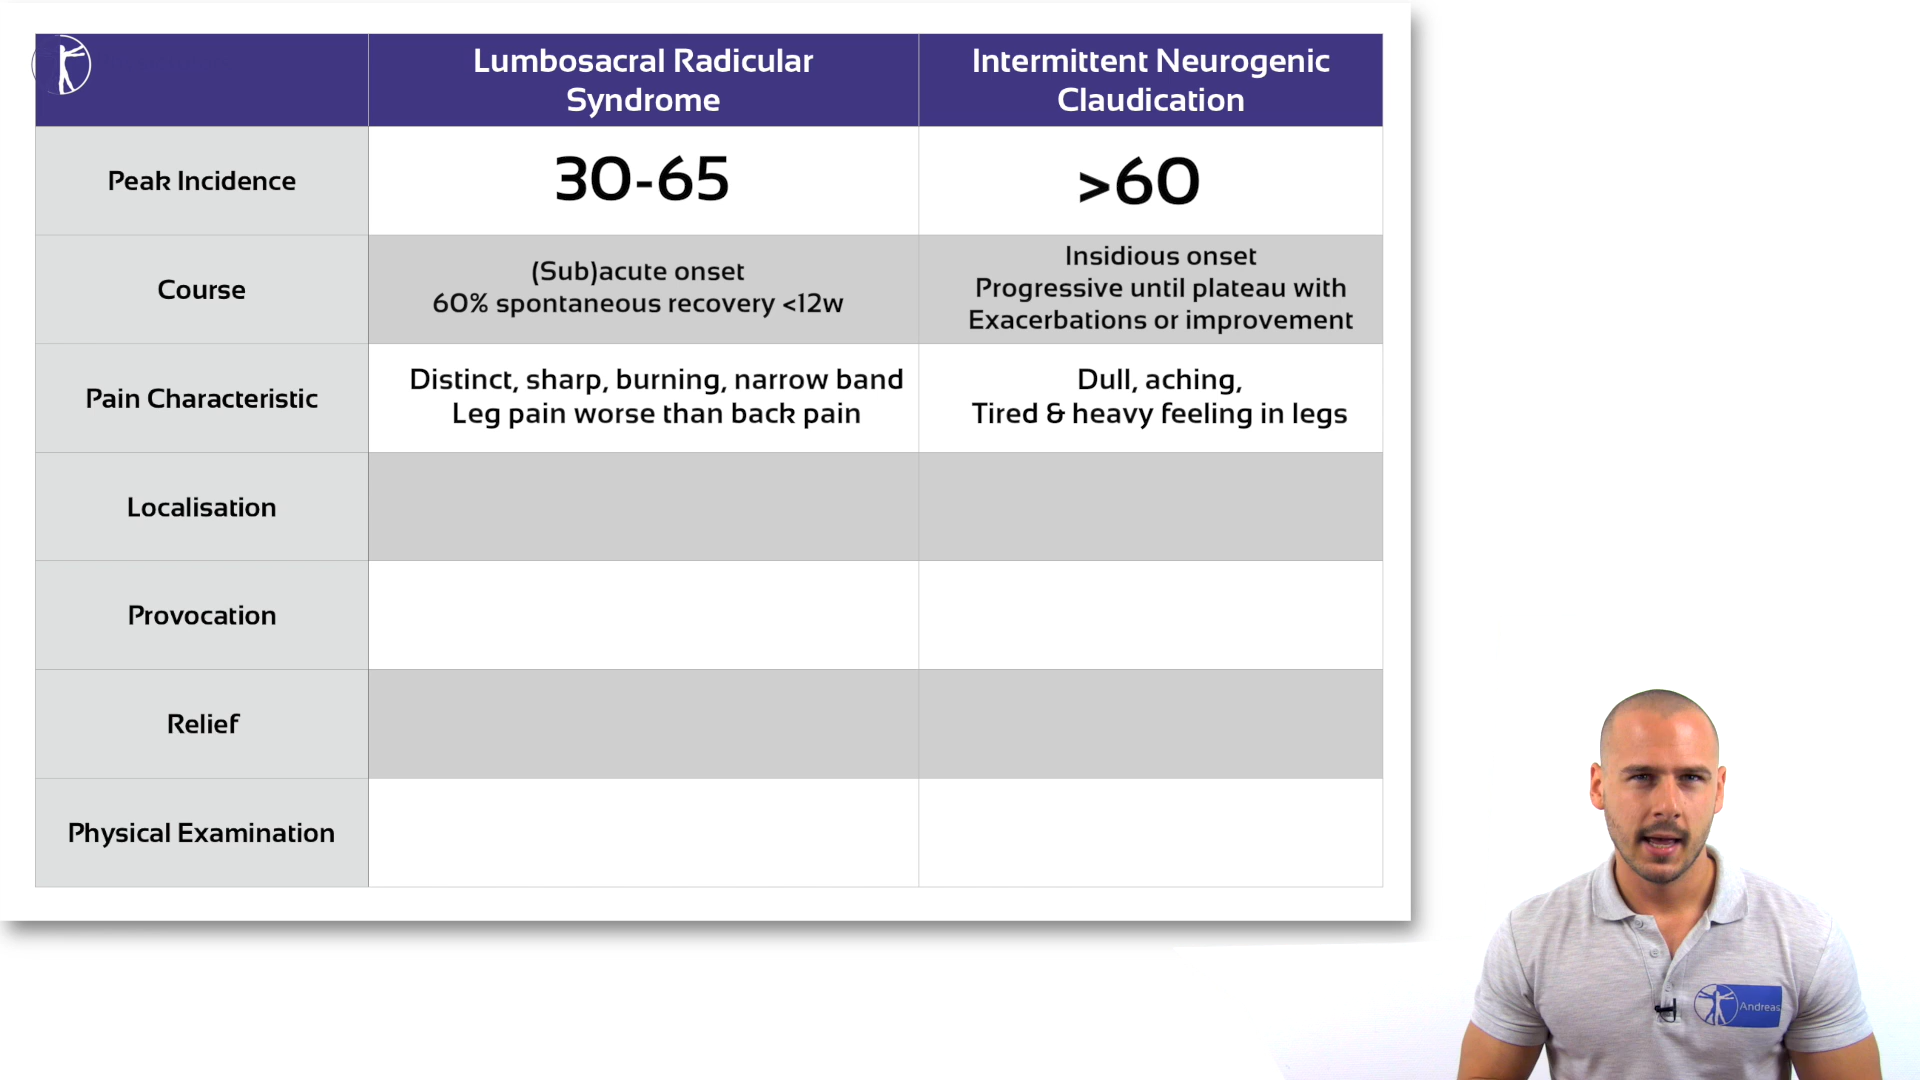 Lumbosacral Radicular
Syndrome
Intermittent Neurogenic
Claudication
Peak Incidence
30-65
>60
Course
(Sub)acute onset
60% spontaneous recovery <12w
Insidious onset
Progressive until plateau with
Exacerbations or improvement
Pain Characteristic
Distinct, sharp, burning, narrow band
Leg pain worse than back pain
Dull, aching,
Tired & heavy feeling in legs
Localisation
Provocation
Relief
Physical Examination
Andreas